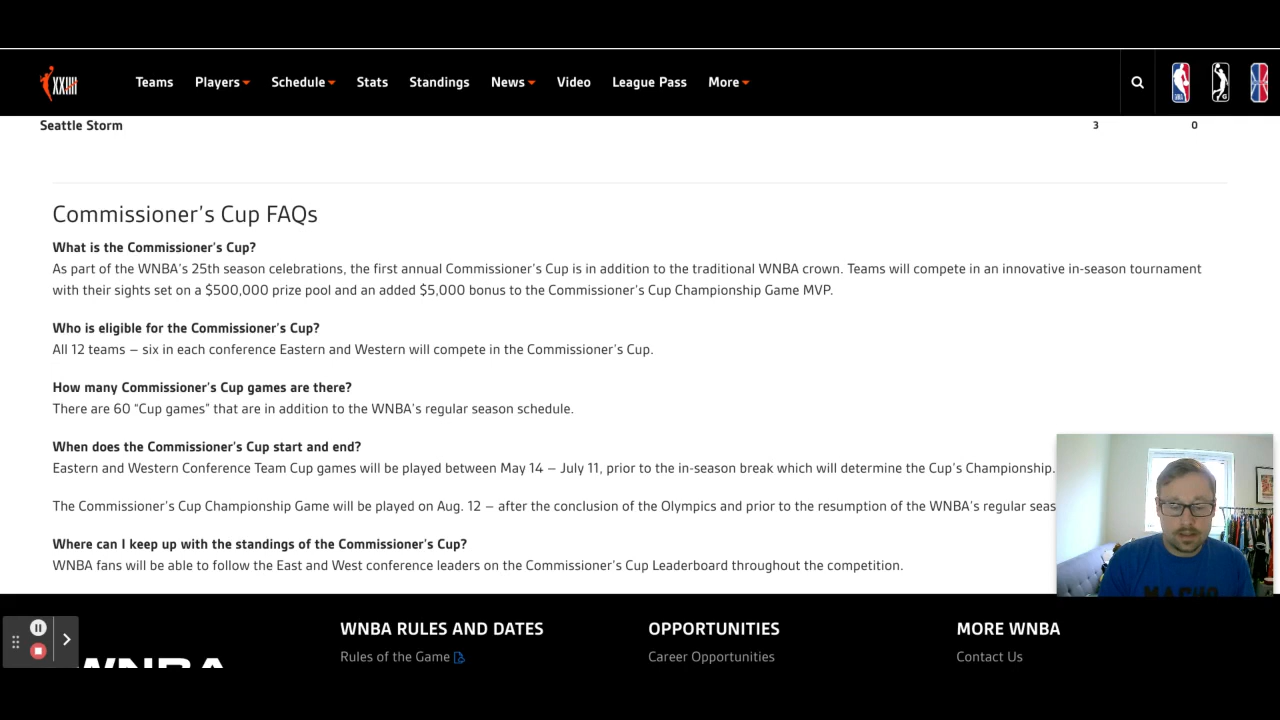 XXIIII
Teams Players Schedule Stats Standings News Video League Pass More
Seattle Storm 3 0
Commissioner's Cup FAQs
What is the Commissioner's Cup?
As part of the WNBA's 25th season celebrations, the first annual Commissioner's Cup is in addition to the traditional WNBA crown. Teams will compete in an innovative in-season tournament
with their sights set on a $500,000 prize pool and an added $5,000 bonus to the Commissioner's Cup Championship Game MVP.
Who is eligible for the Commissioner's Cup?
All 12 teams – six in each conference Eastern and Western will compete in the Commissioner's Cup.
How many Commissioner's Cup games are there?
There are 60 "Cup games" that are in addition to the WNBA's regular season schedule.
When does the Commissioner's Cup start and end?
Eastern and Western Conference Team Cup games will be played between May 14 – July 11, prior to the in-season break which will determine the Cup's Championship.
The Commissioner's Cup Championship Game will be played on Aug. 12 – after the conclusion of the Olympics and prior to the resumption of the WNBA's regular seas
Where can I keep up with the standings of the Commissioner's Cup?
WNBA fans will be able to follow the East and West conference leaders on the Commissioner's Cup Leaderboard throughout the competition.
MACHO
WNBA
WNBA RULES AND DATES OPPORTUNITIES MORE WNBA
Rules of the Game Career Opportunities Contact Us